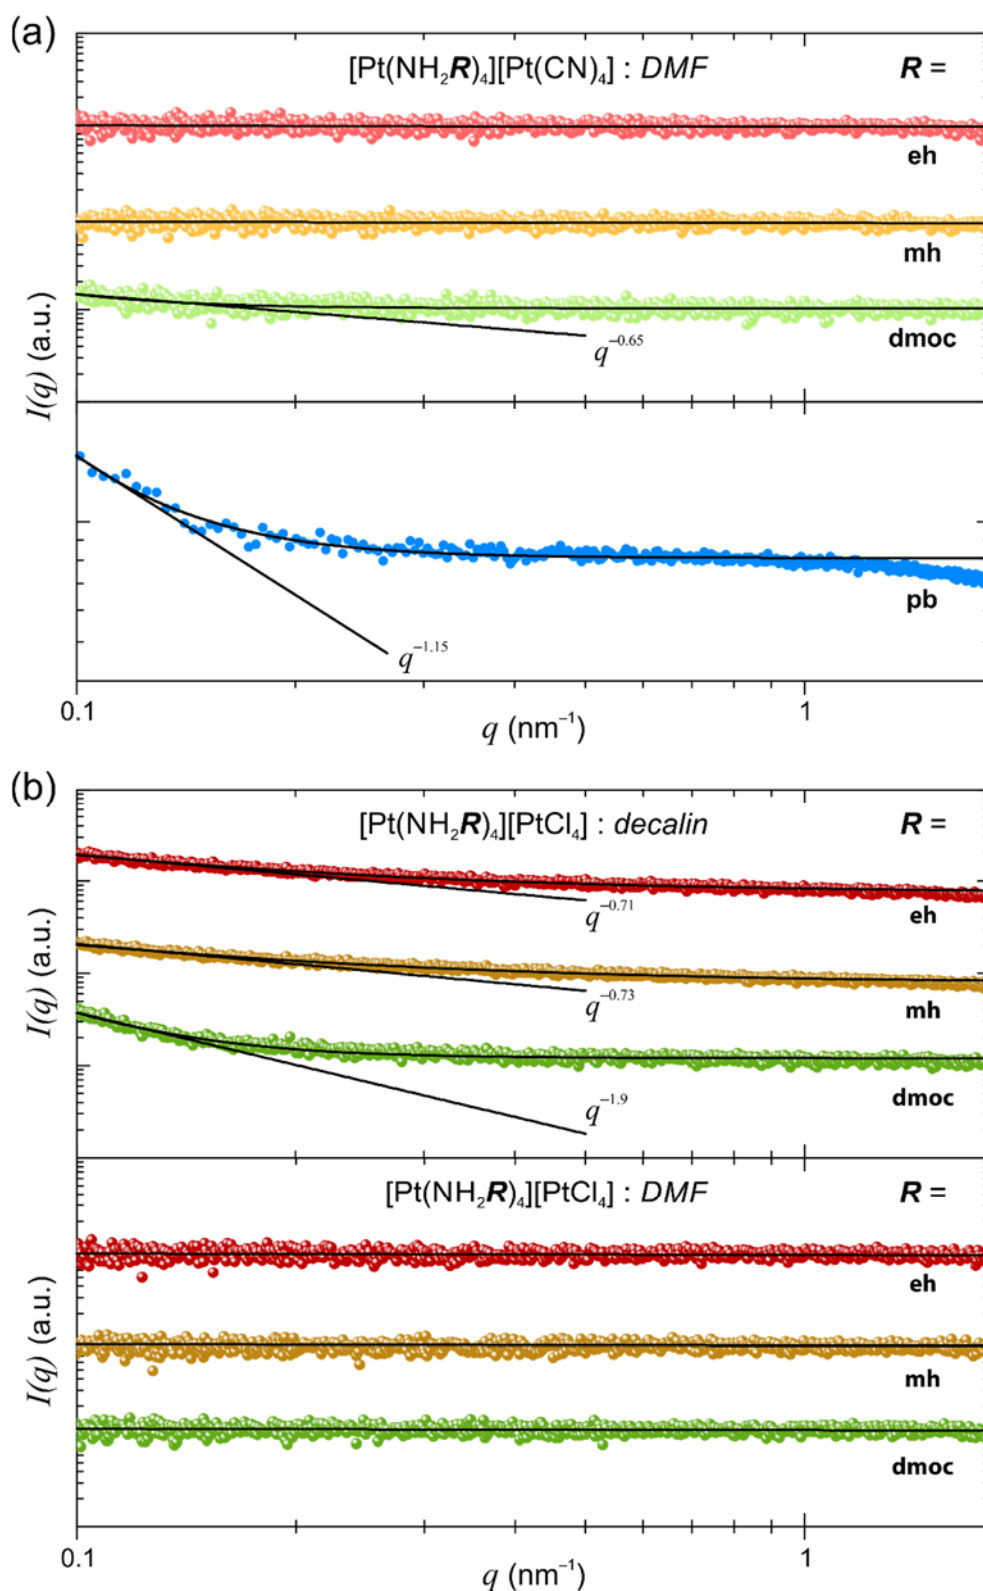 (a)
[Pt(NH₂R)₄][Pt(CN)₄] : DMF R =
eh
mh
dmoc
q⁻⁰·⁶⁵
I(q) (a.u.)
pb
q⁻¹·¹⁵
0.1 1
q (nm⁻¹)
(b)
[Pt(NH₂R)₄][PtCl₄] : decalin R =
q⁻⁰·⁷¹
eh
I(q) (a.u.)
q⁻⁰·⁷³
mh
q⁻¹·⁹
dmoc
[Pt(NH₂R)₄][PtCl₄] : DMF R =
eh
I(q) (a.u.)
mh
dmoc
0.1 1
q (nm⁻¹)